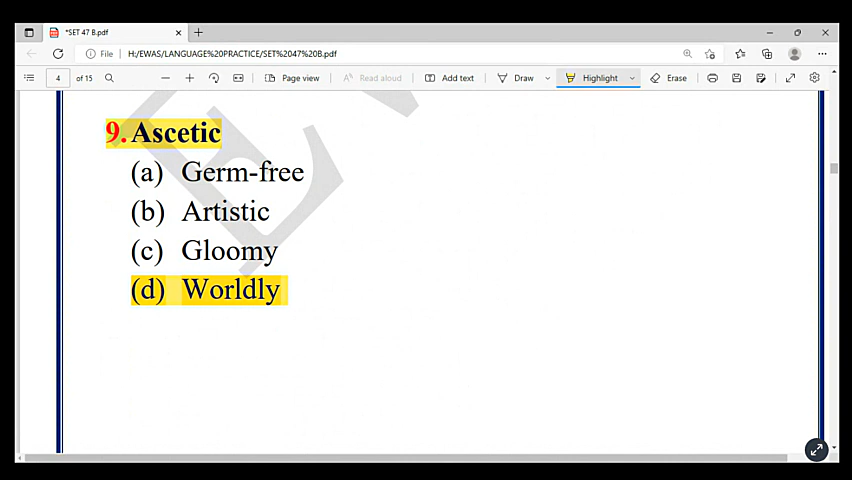 *SET 47 B.pdf
File H:/EWAS/LANGUAGE%20PRACTICE/SET%2047%20B.pdf
4 of 15 Page view Read aloud Add text Draw Highlight Erase
9. Ascetic
(a) Germ-free
(b) Artistic
(c) Gloomy
(d) Worldly